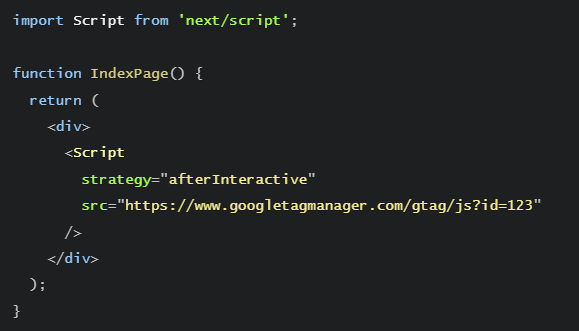 import Script from 'next/script';
function IndexPage() {
  return (
    <div>
      <Script
        strategy="afterInteractive"
        src="https://www.googletagmanager.com/gtag/js?id=123"
      />
    </div>
  );
}